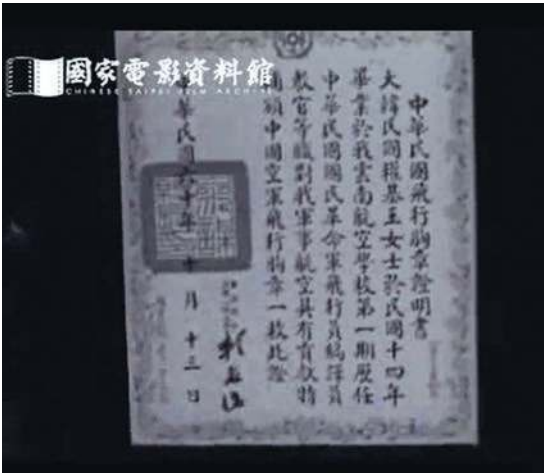 國家電影資料館
CHINESE TAIPEI FILM ARCHIVE
中華民國飛行胸章證明書
大韓民國權基玉女士於民國十四年
畢業於我雲南航空學校第一期歷任
中華民國國民革命軍飛行員編譯員
教官等職對我軍事航空具有貢獻特
頒中國空軍飛行胸章一枚此證
華民國六十年 十月十三日